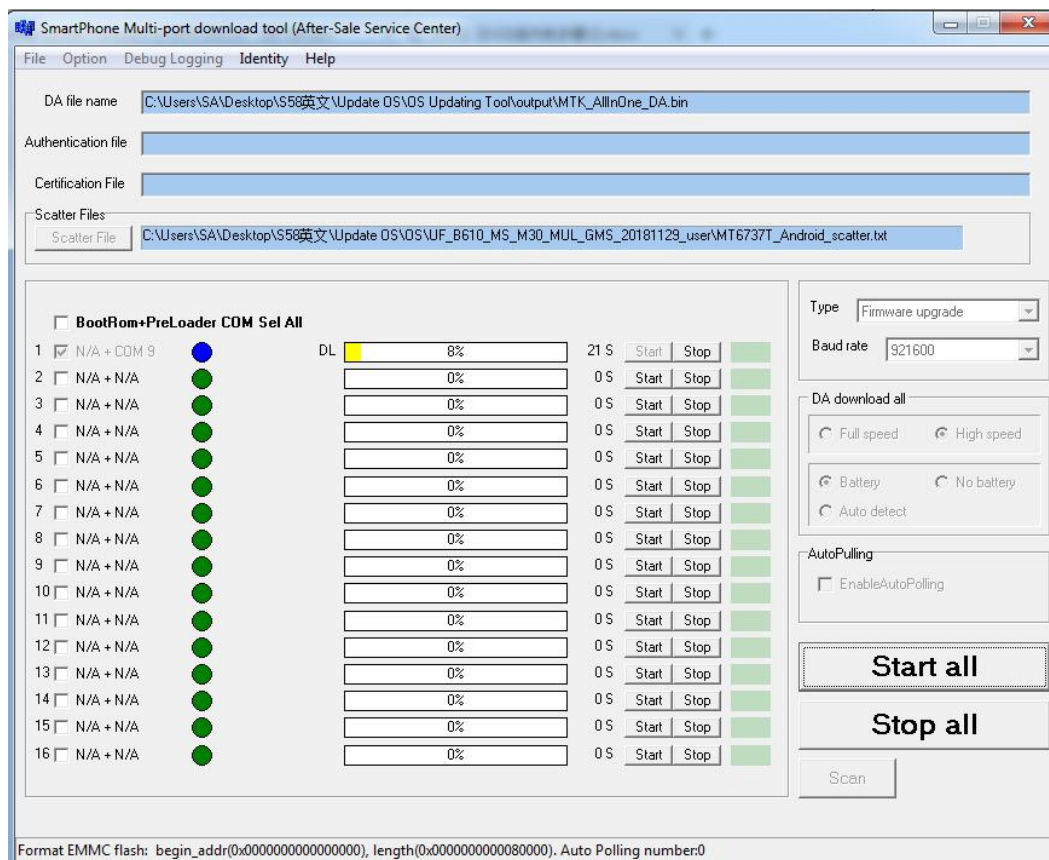 SmartPhone Multi-port download tool (After-Sale Service Center)
File Option Debug Logging Identity Help
DA file name C:\Users\SA\Desktop\S58英文\Update OS\OS Updating Tool\output\MTK_AllInOne_DA.bin
Authentication file
Certification File
Scatter Files
Scatter File C:\Users\SA\Desktop\S58英文\Update OS\OS\UF_B610_MS_M30_MUL_GMS_20181129_user\MT6737T_Android_scatter.txt
BootRom+PreLoader COM Sel All
1 N/A + COM 9 DL 8% 21 S Start Stop
2 N/A + N/A 0% 0 S Start Stop
3 N/A + N/A 0% 0 S Start Stop
4 N/A + N/A 0% 0 S Start Stop
5 N/A + N/A 0% 0 S Start Stop
6 N/A + N/A 0% 0 S Start Stop
7 N/A + N/A 0% 0 S Start Stop
8 N/A + N/A 0% 0 S Start Stop
9 N/A + N/A 0% 0 S Start Stop
10 N/A + N/A 0% 0 S Start Stop
11 N/A + N/A 0% 0 S Start Stop
12 N/A + N/A 0% 0 S Start Stop
13 N/A + N/A 0% 0 S Start Stop
14 N/A + N/A 0% 0 S Start Stop
15 N/A + N/A 0% 0 S Start Stop
16 N/A + N/A 0% 0 S Start Stop
Type Firmware upgrade
Baud rate 921600
DA download all
Full speed High speed
Battery No battery
Auto detect
AutoPulling
EnableAutoPolling
Start all
Stop all
Scan
Format EMMC flash: begin_addr(0x0000000000000000), length(0x0000000000080000). Auto Polling number:0